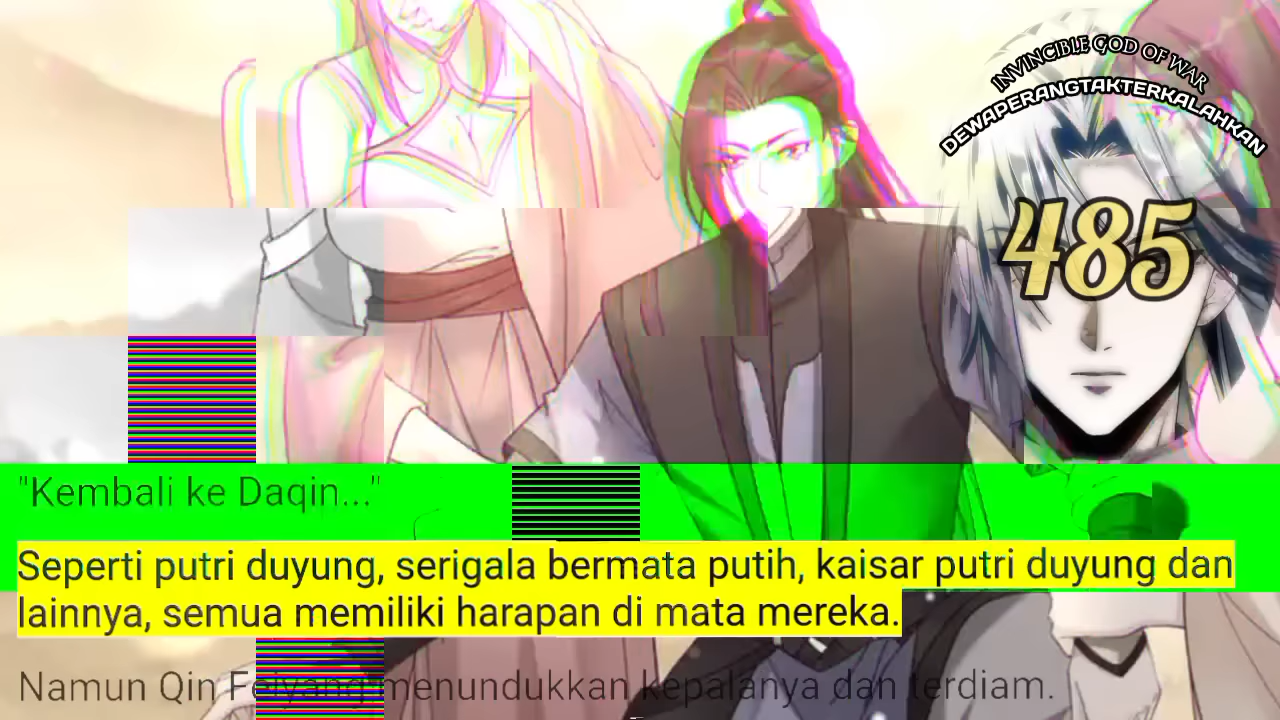 INVINCIBLE GOD OF WAR
DEWAPERANGTAKTERKALAHKAN
485
"Kembali ke Daqin..."
Seperti putri duyung, serigala bermata putih, kaisar putri duyung dan
lainnya, semua memiliki harapan di mata mereka.
Namun Qin Feiyang menundukkan kepalanya dan terdiam.